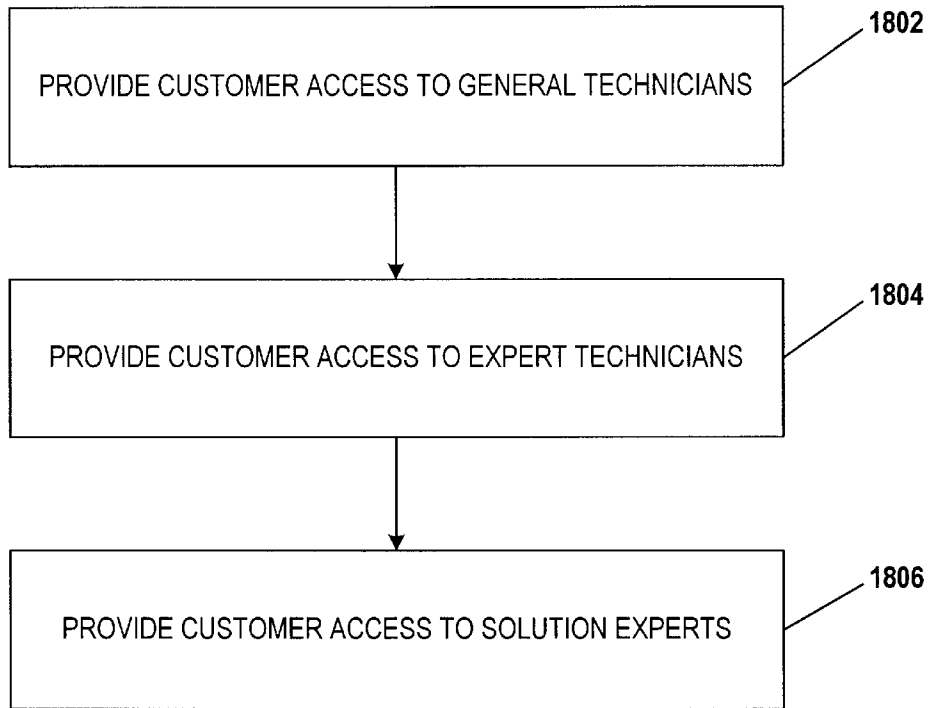 1802
PROVIDE CUSTOMER ACCESS TO GENERAL TECHNICIANS
1804
PROVIDE CUSTOMER ACCESS TO EXPERT TECHNICIANS
1806
PROVIDE CUSTOMER ACCESS TO SOLUTION EXPERTS